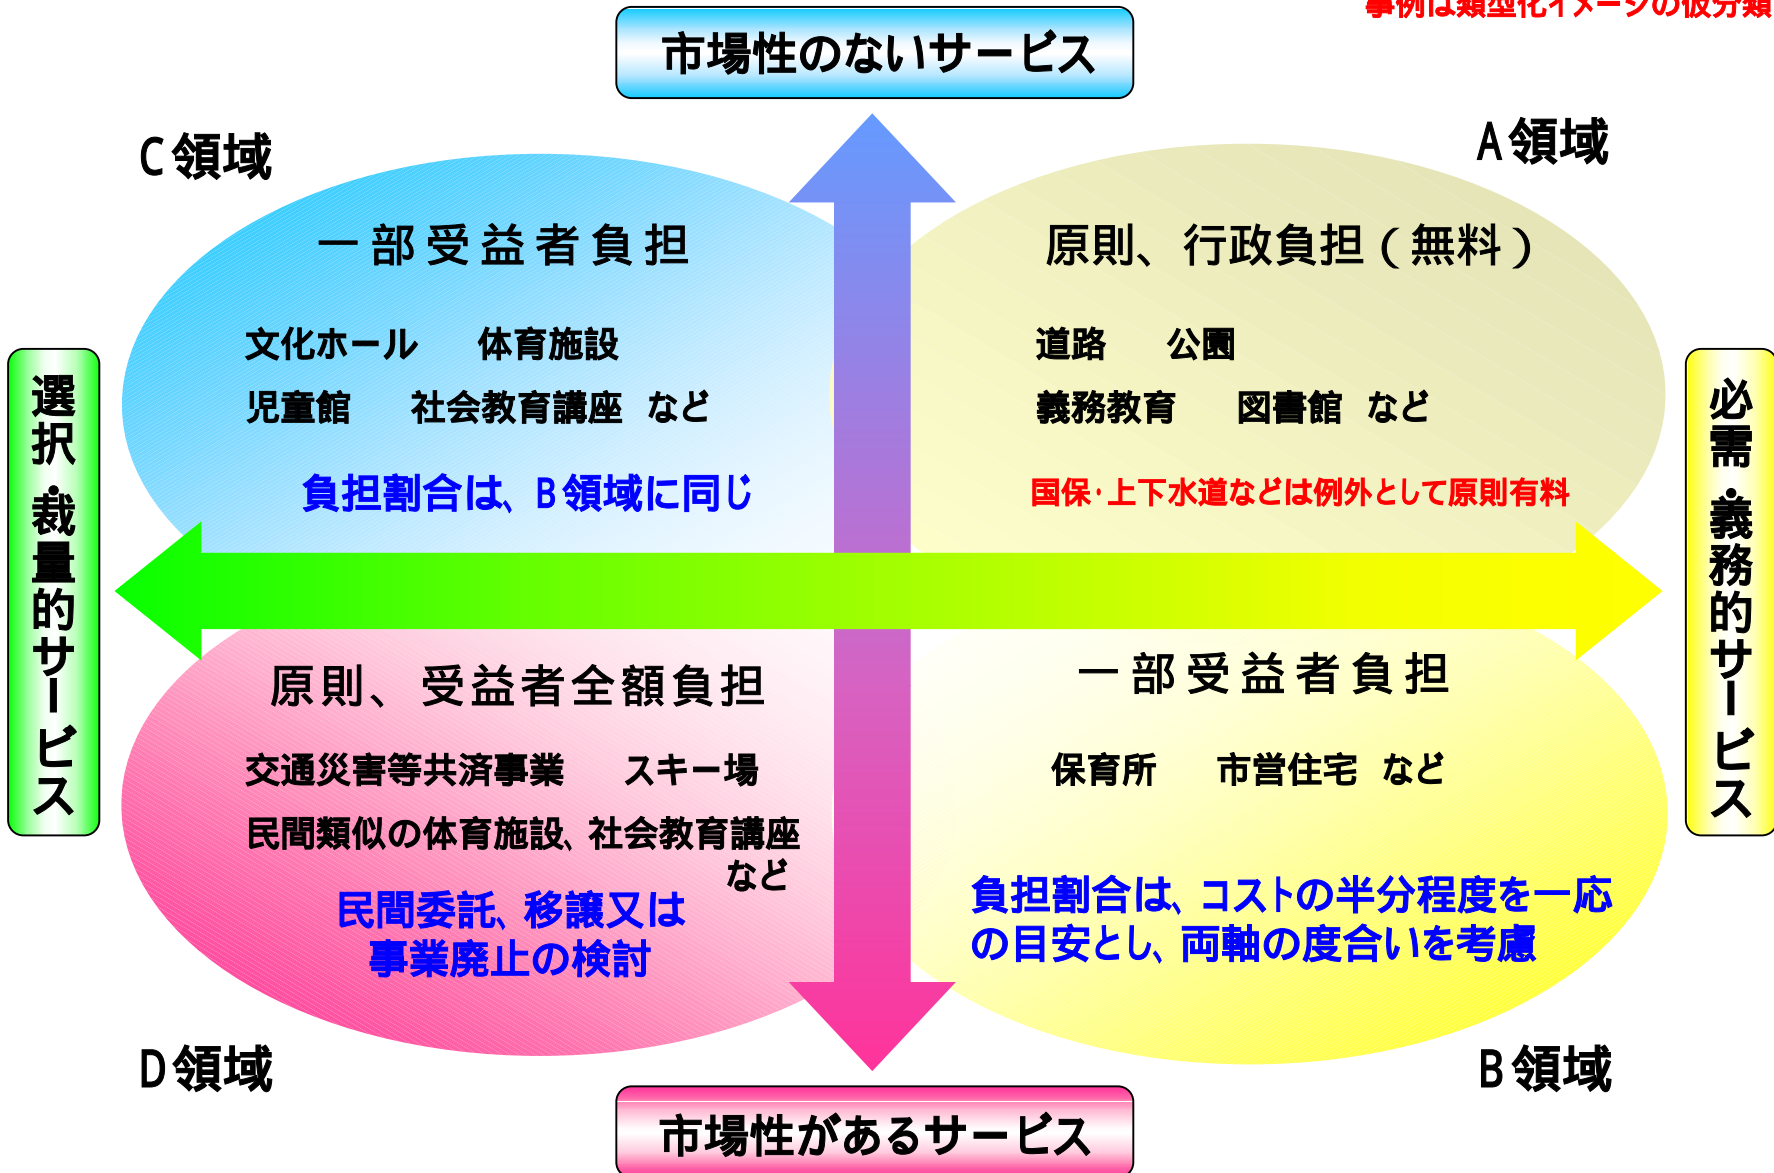 事例は類型化イメージの仮分類
市場性のないサービス
C領域
A領域
一部受益者負担
文化ホール 体育施設
児童館 社会教育講座 など
負担割合は、B領域に同じ
原則、行政負担(無料)
道路 公園
義務教育 図書館 など
国保・上下水道などは例外として原則有料
選択・裁量的サービス
必需・義務的サービス
原則、受益者全額負担
交通災害等共済事業 スキー場
民間類似の体育施設、社会教育講座
など
民間委託、移譲又は
事業廃止の検討
一部受益者負担
保育所 市営住宅 など
負担割合は、コストの半分程度を一応
の目安とし、両軸の度合いを考慮
D領域
B領域
市場性があるサービス